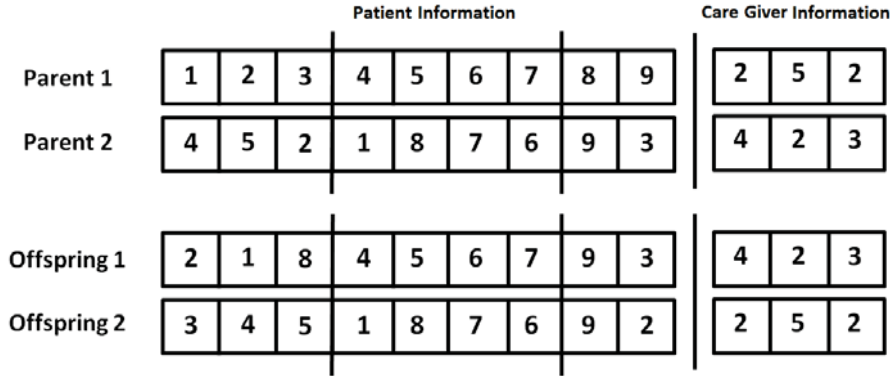 Patient Information Care Giver Information
Parent 1 1 2 3 4 5 6 7 8 9 2 5 2
Parent 2 4 5 2 1 8 7 6 9 3 4 2 3
Offspring 1 2 1 8 4 5 6 7 9 3 4 2 3
Offspring 2 3 4 5 1 8 7 6 9 2 2 5 2